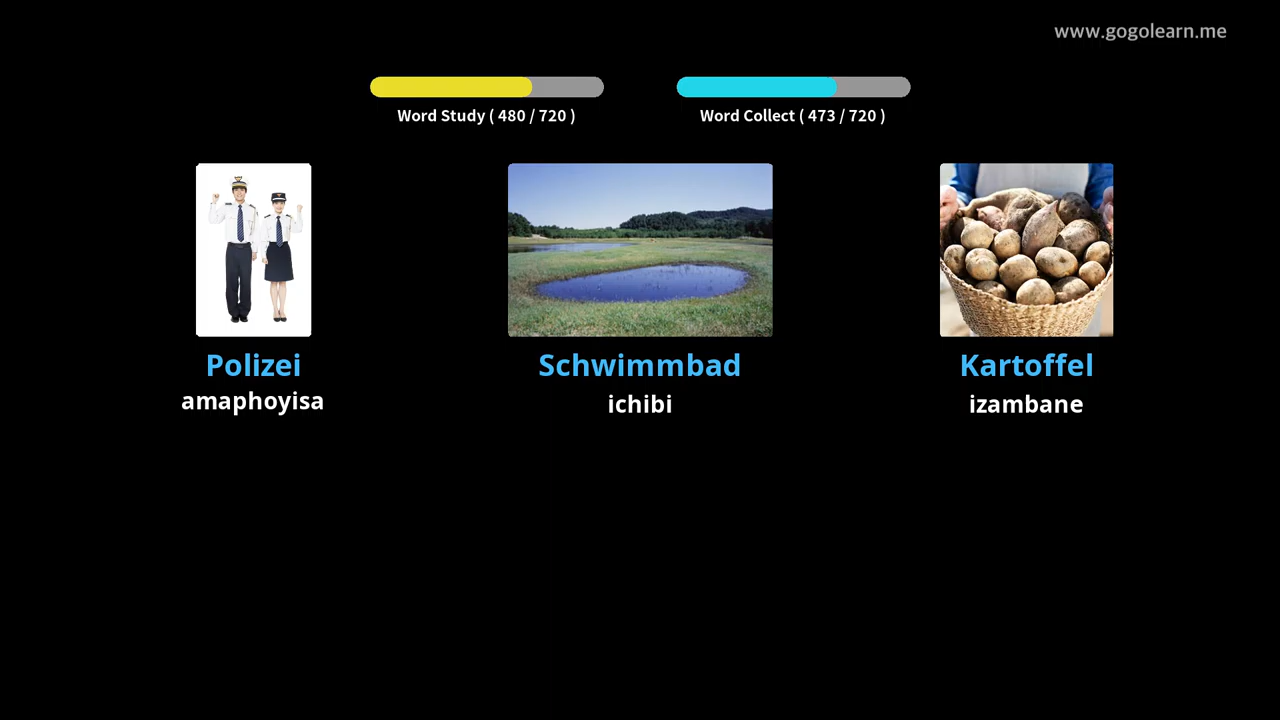 www.gogolearn.me
Word Study ( 480 / 720 )
Word Collect ( 473 / 720 )
Polizei
amaphoyisa
Schwimmbad
ichibi
Kartoffel
izambane